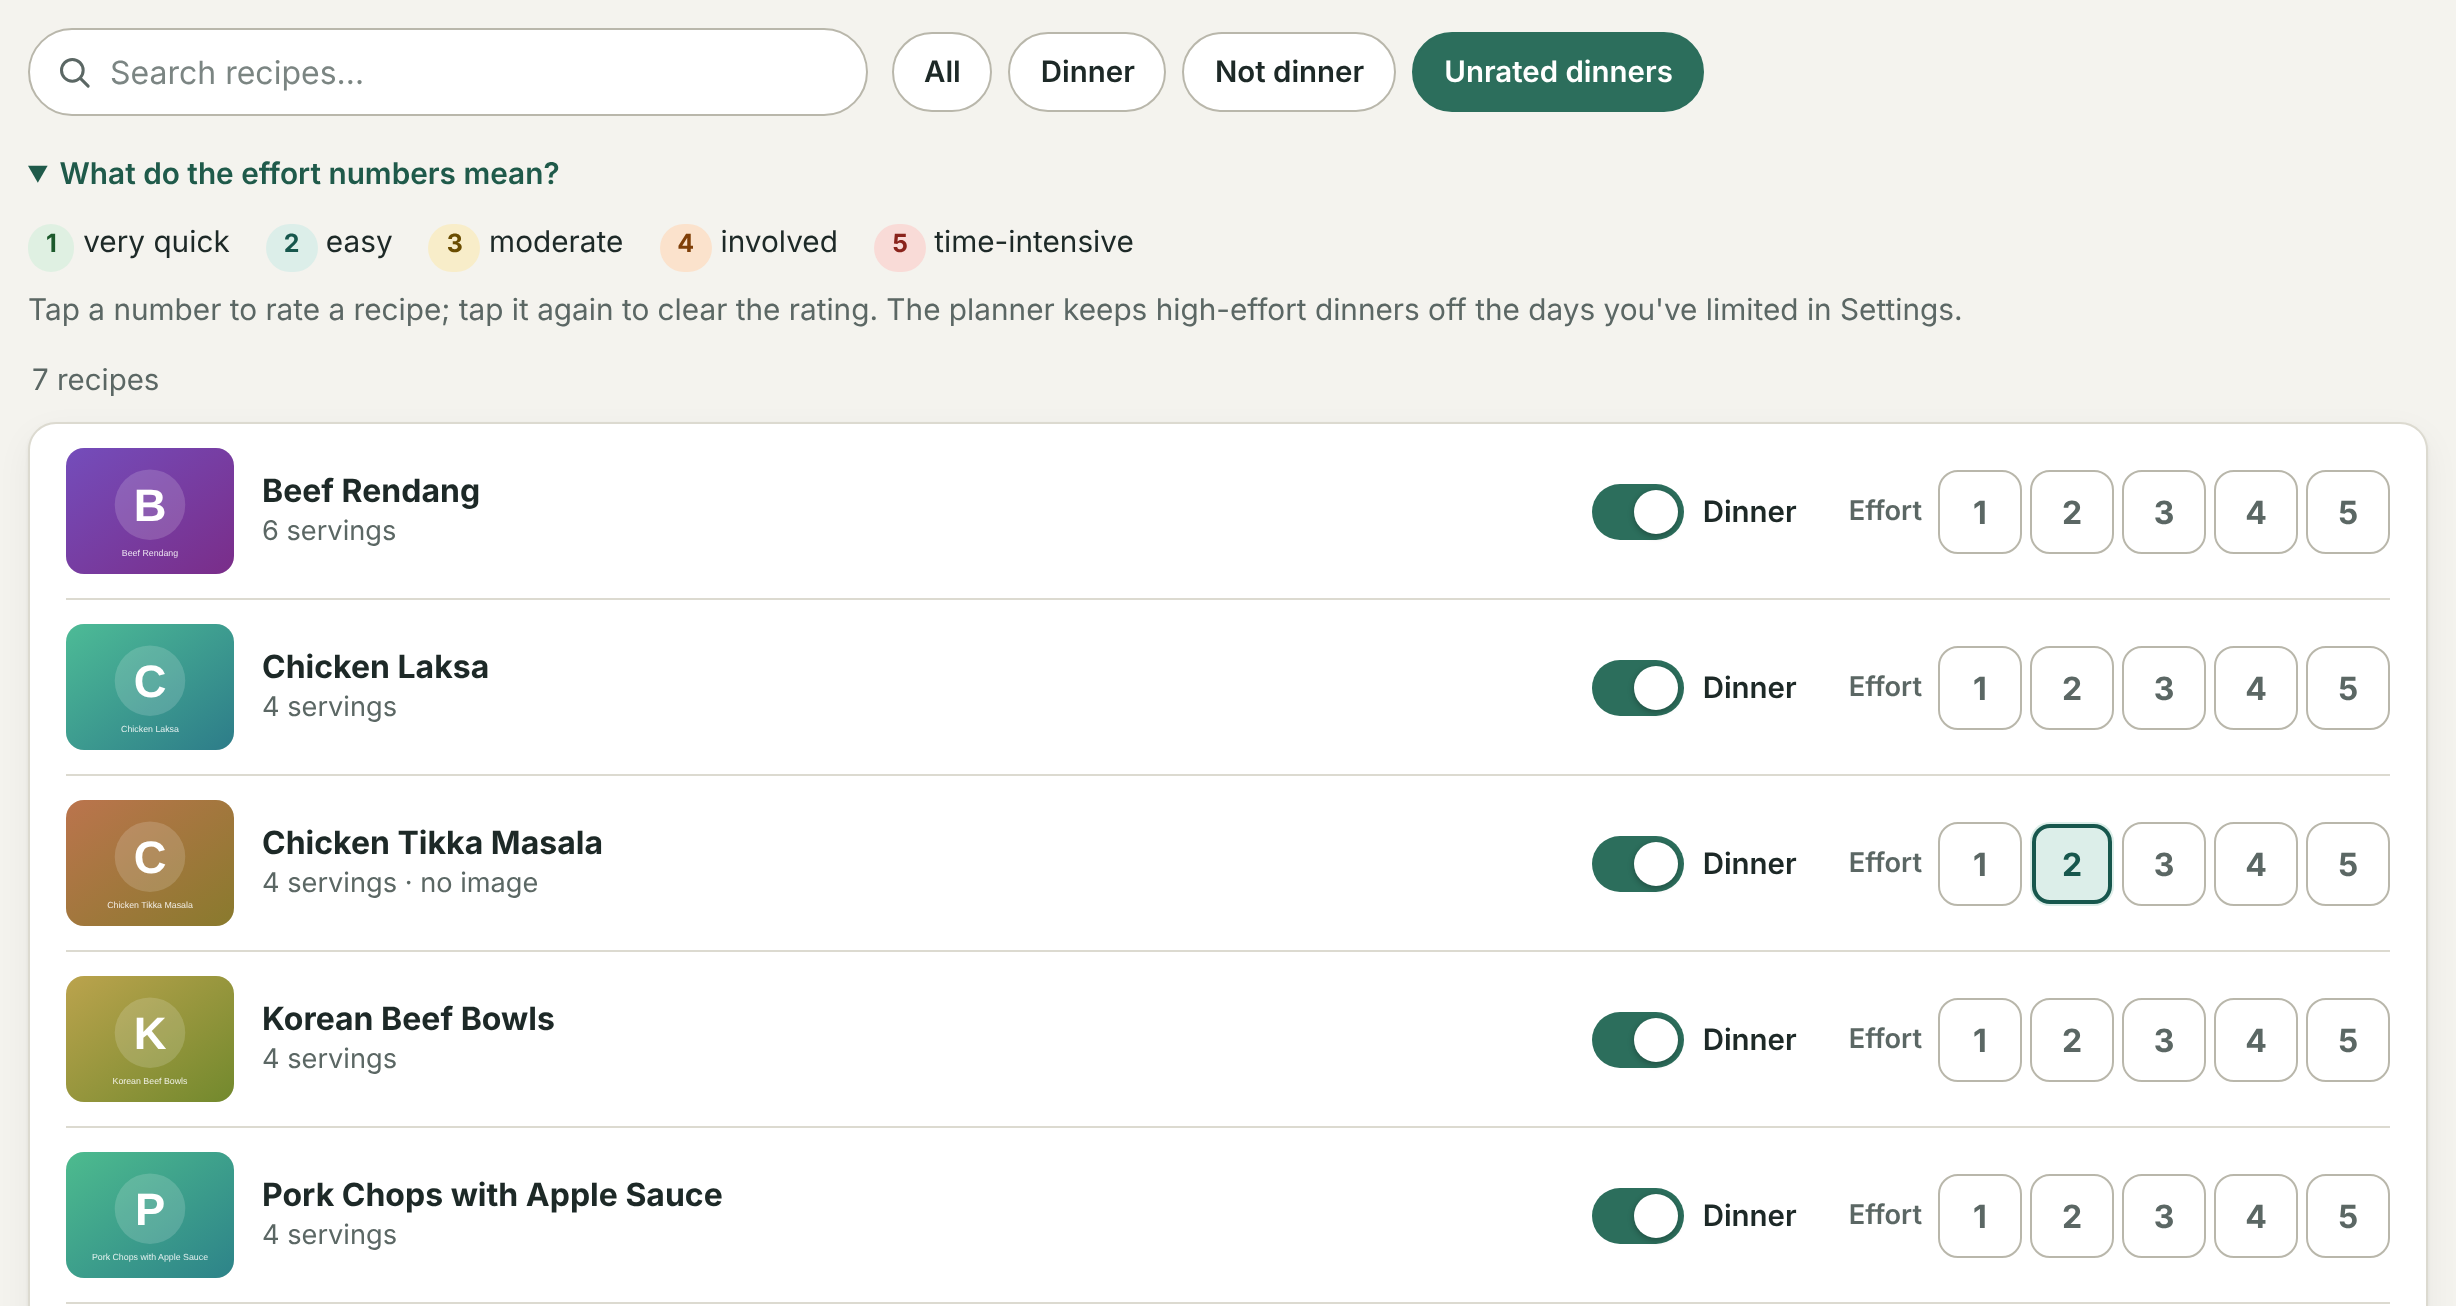 Search recipes...
All Dinner Not dinner Unrated dinners
▼ What do the effort numbers mean?
1 very quick 2 easy 3 moderate 4 involved 5 time-intensive
Tap a number to rate a recipe; tap it again to clear the rating. The planner keeps high-effort dinners off the days you've limited in Settings.
7 recipes
B
Beef Rendang
Beef Rendang
6 servings
Dinner Effort 1 2 3 4 5
C
Chicken Laksa
Chicken Laksa
4 servings
Dinner Effort 1 2 3 4 5
C
Chicken Tikka Masala
Chicken Tikka Masala
4 servings · no image
Dinner Effort 1 2 3 4 5
K
Korean Beef Bowls
Korean Beef Bowls
4 servings
Dinner Effort 1 2 3 4 5
P
Pork Chops with Apple Sauce
Pork Chops with Apple Sauce
4 servings
Dinner Effort 1 2 3 4 5